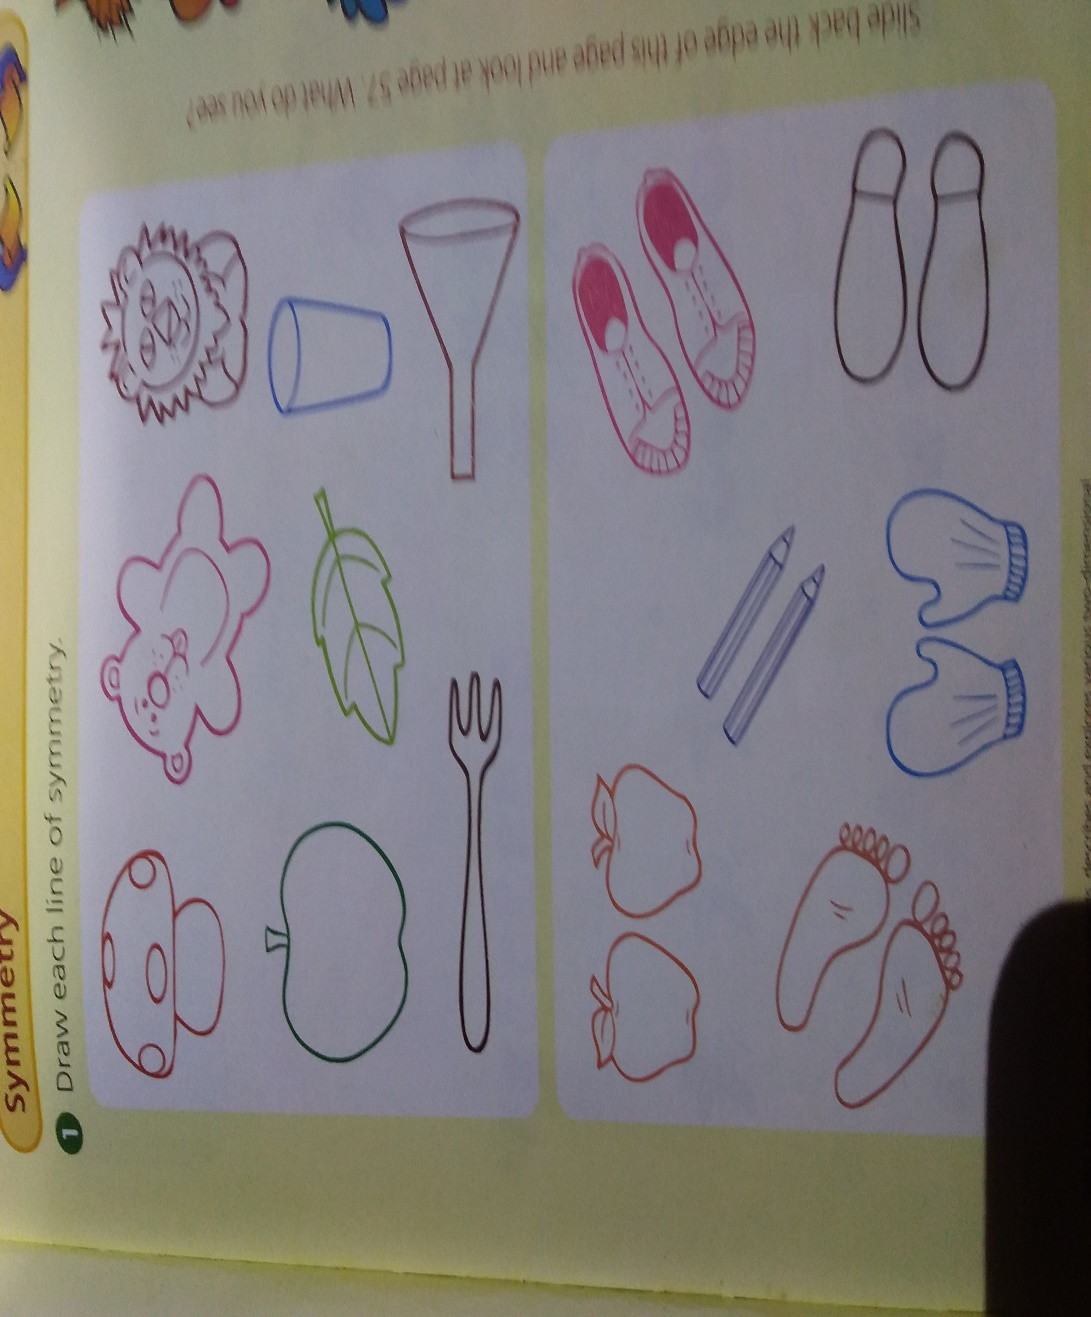 Symmetry
1 Draw each line of symmetry.
Slide back the edge of this page and look at page 57. What do you see?